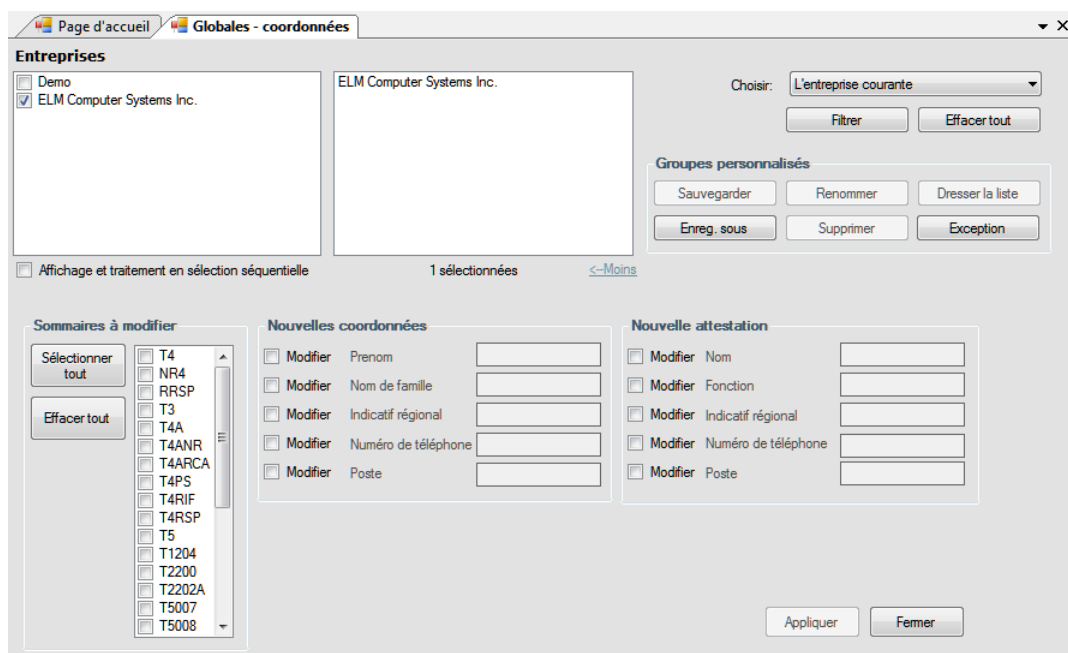 Page d'accueil Globales - coordonnées
Entreprises
Demo
ELM Computer Systems Inc.
ELM Computer Systems Inc.
Affichage et traitement en sélection séquentielle 1 sélectionnées <--Moins
Choisir: L'entreprise courante
Filtrer Effacer tout
Groupes personnalisés
Sauvegarder Renommer Dresser la liste
Enreg. sous Supprimer Exception
Sommaires à modifier
Sélectionner tout
Effacer tout
T4
NR4
RRSP
T3
T4A
T4ANR
T4ARCA
T4PS
T4RIF
T4RSP
T5
T1204
T2200
T2202A
T5007
T5008
Nouvelles coordonnées
Modifier Prenom
Modifier Nom de famille
Modifier Indicatif régional
Modifier Numéro de téléphone
Modifier Poste
Nouvelle attestation
Modifier Nom
Modifier Fonction
Modifier Indicatif régional
Modifier Numéro de téléphone
Modifier Poste
Appliquer Fermer